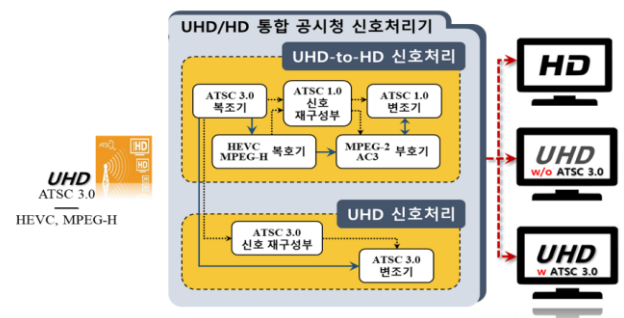 UHD/HD 통합 공시청 신호처리기
UHD-to-HD 신호처리
ATSC 3.0
복조기
ATSC 1.0
신호
재구성부
ATSC 1.0
변조기
HEVC
MPEG-H 복호기
MPEG-2
AC3 부호기
UHD 신호처리
ATSC 3.0
신호 재구성부
ATSC 3.0
변조기
HD
HD
UHD
ATSC 3.0
HEVC, MPEG-H
HD
UHD
w/o ATSC 3.0
UHD
w ATSC 3.0